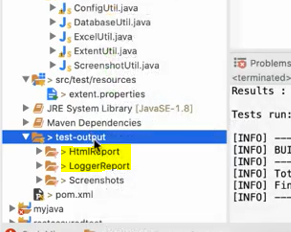 ConfigUtil.java
DatabaseUtil.java
ExcelUtil.java
ExtentUtil.java
ScreenshotUtil.java
> src/test/resources
> extent.properties
JRE System Library [JavaSE-1.8]
Maven Dependencies
> test-output
> HtmlReport
> LoggerReport
> Screenshots
> pom.xml
myjava
Problems
<terminated>
Results :
Tests run:
[INFO] ---
[INFO] BUI
[INFO] ---
[INFO] Tot
[INFO] Fin
[INFO] ---